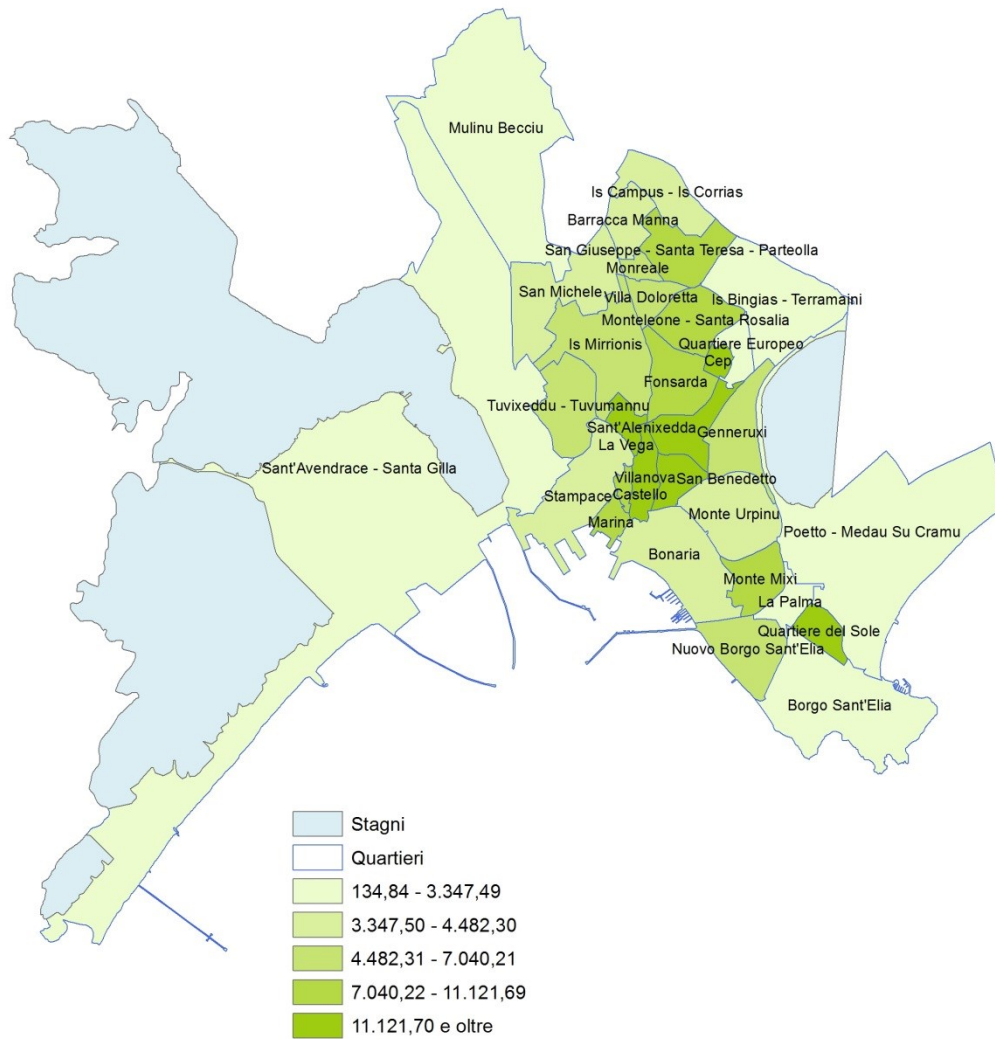 Mulinu Becciu
Is Campus - Is Corrias
Barracca Manna
San Giuseppe - Santa Teresa - Parteolla
Monreale
San Michele
Villa Doloretta
Is Bingias - Terramaini
Monteleone - Santa Rosalia
Is Mirrionis
Quartiere Europeo
Cep
Fonsarda
Tuvixeddu - Tuvumannu
Sant'Alenixedda
Genneruxi
La Vega
Sant'Avendrace - Santa Gilla
Villanova
San Benedetto
Stampace
Castello
Marina
Monte Urpinu
Poetto - Medau Su Cramu
Bonaria
Monte Mixi
La Palma
Quartiere del Sole
Nuovo Borgo Sant'Elia
Borgo Sant'Elia
Stagni
Quartieri
134,84 - 3.347,49
3.347,50 - 4.482,30
4.482,31 - 7.040,21
7.040,22 - 11.121,69
11.121,70 e oltre